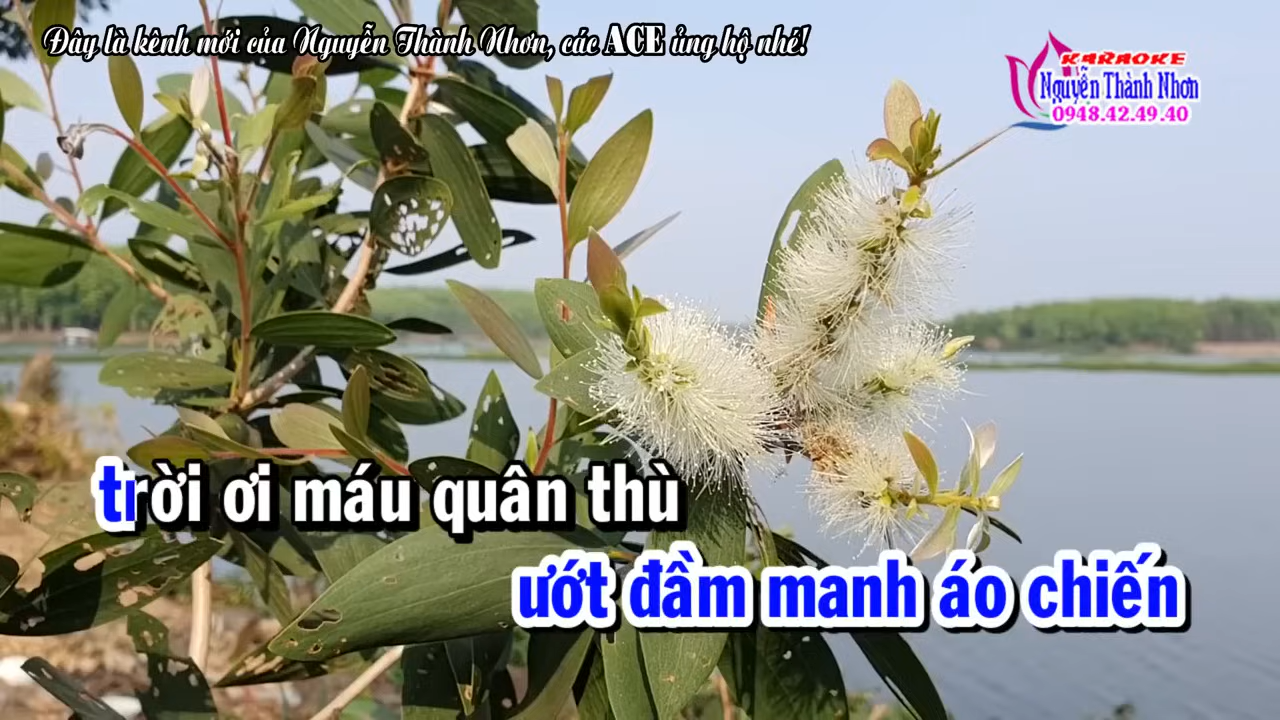 Đây là kênh mới của Nguyễn Thành Nhơn, các ACE ủng hộ nhé!
KARAOKE
Nguyễn Thành Nhơn
0948.42.49.40
trời ơi máu quân thù
ướt đầm manh áo chiến